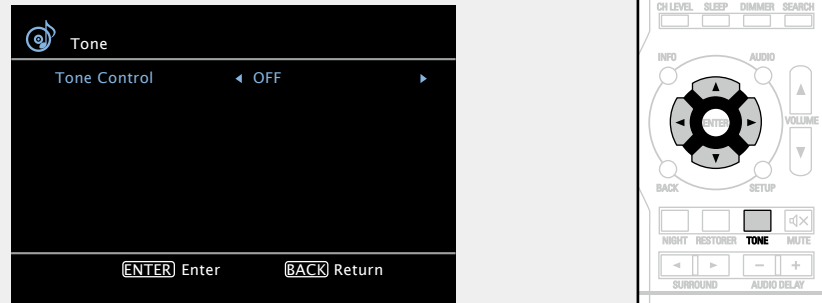 Tone
Tone Control OFF
ENTER Enter BACK Return
CH LEVEL SLEEP DIMMER SEARCH
INFO AUDIO
ENTER
VOLUME
BACK SETUP
NIGHT RESTORER TONE MUTE
SURROUND - + AUDIO DELAY